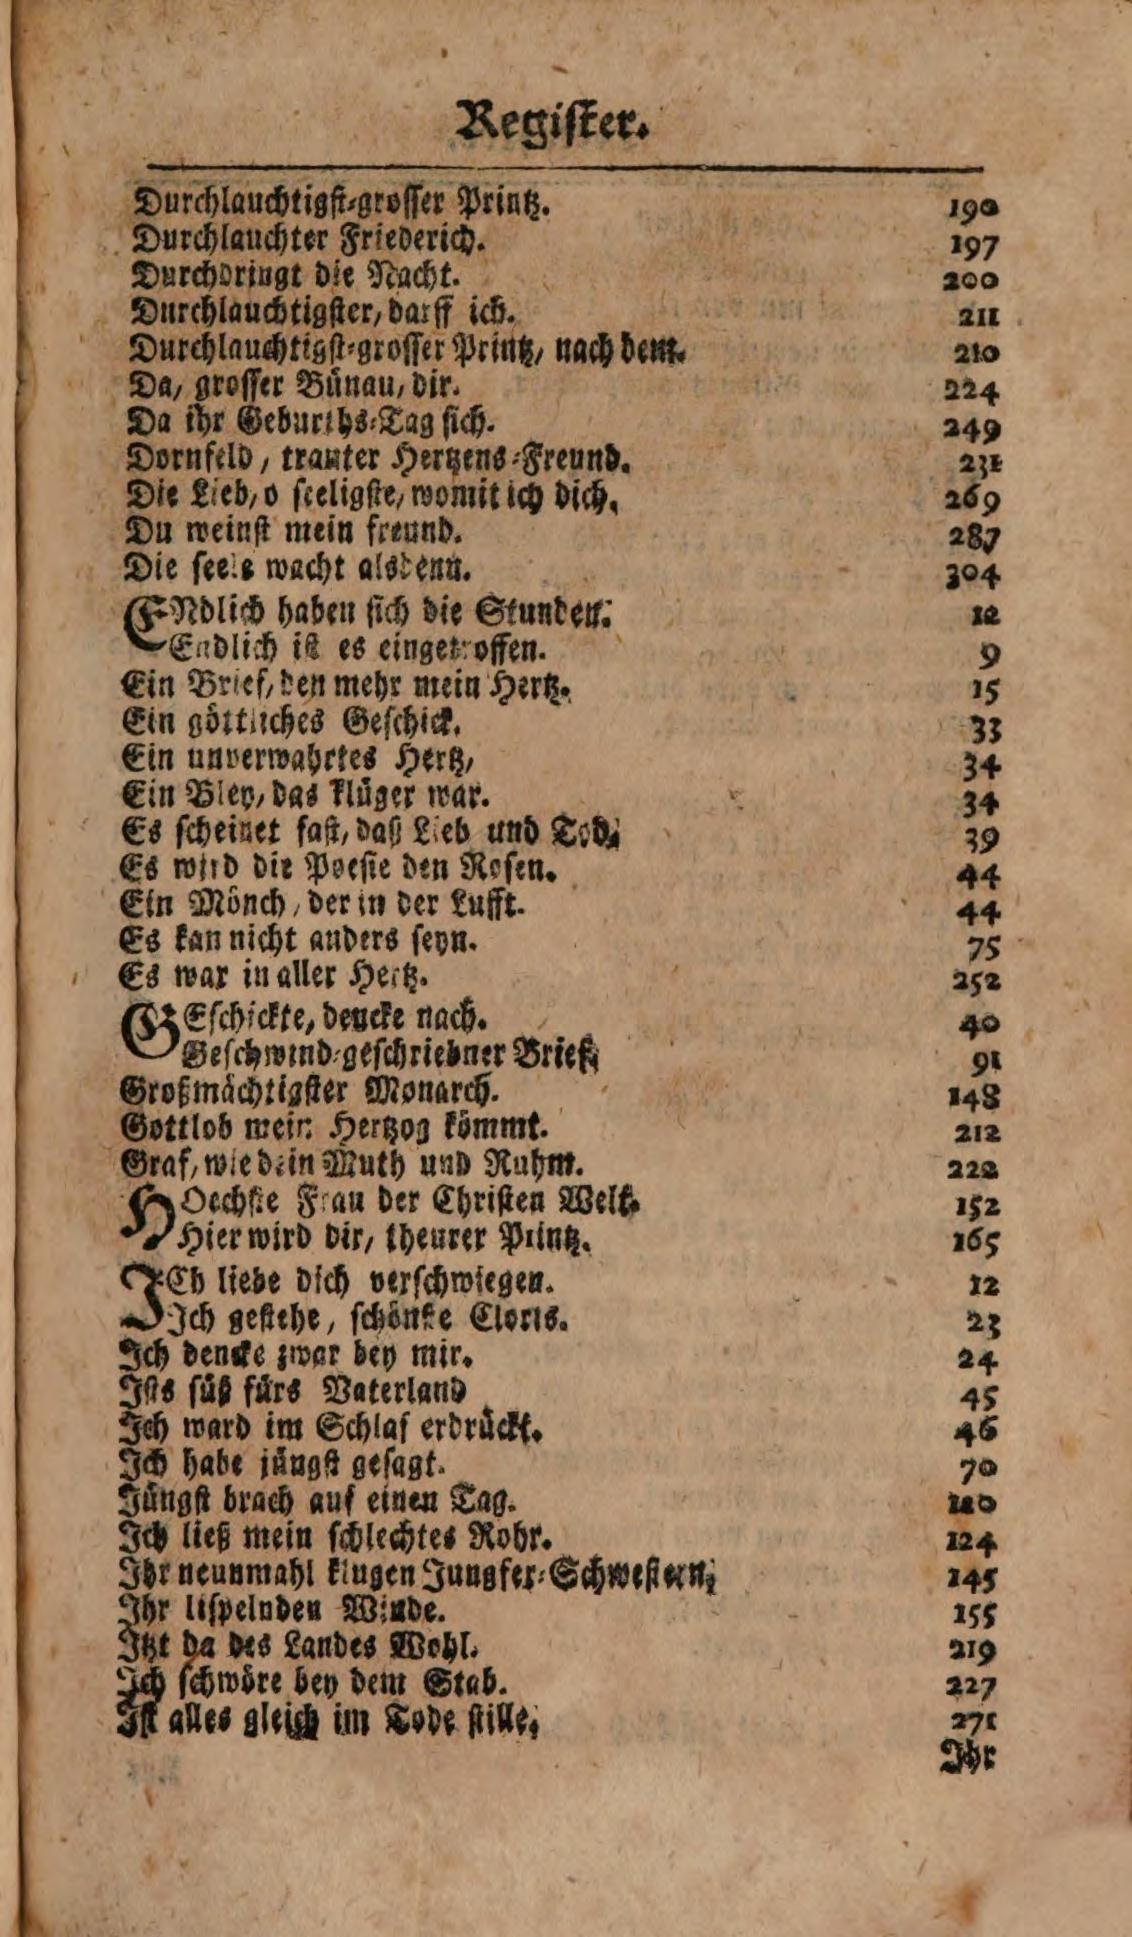 Regiſter.
Durchlauchtigſt-groſſer Printz. 190
Durchlauchter Friederich. 197
Durchdringt die Nacht. 200
Durchlauchtigſter, darff ich. 211
Durchlauchtigſt-groſſer Printz, nach dem. 210
Da, groſſer Bünau, dir. 224
Da ihr Geburths-Tag ſich. 249
Dornfeld, trauter Hertzens-Freund. 231
Die Lieb, o ſeeligſte, womit ich dich. 269
Du weinſt mein freund. 287
Die ſeele wacht alsdenn. 304
ENdlich haben ſich die Stunden. 12
Endlich iſt es eingetroffen. 9
Ein Brief, den mehr mein Hertz. 15
Ein göttliches Geſchick. 33
Ein unverwahrtes Hertz, 34
Ein Bley, das klüger war. 34
Es ſcheinet faſt, daß Lieb und Tod. 39
Es wird die Poeſie den Roſen. 44
Ein Mönch, der in der Lufft. 44
Es kan nicht anders ſeyn. 75
Es war in aller Hertz. 252
GEſchickte, dencke nach. 40
Geſchwind-geſchriebner Brief. 91
Großmächtigſter Monarch. 148
Gottlob mein Hertzog kömmt. 212
Graf, wie dein Muth und Ruhm. 222
HOechſte Frau der Chriſten Welt. 152
Hier wird dir, theurer Printz. 165
ICh liebe dich verſchwiegen. 12
Ich geſtehe, ſchönſte Cloris. 23
Ich dencke zwar bey mir. 24
Iſts ſüß fürs Vaterland 45
Ich ward im Schlaf erdrückt. 46
Ich habe jüngſt geſagt. 70
Jüngſt brach auf einen Tag. 120
Ich ließ mein ſchlechtes Rohr. 124
Ihr neunmahl klugen Jungfer-Schweſtern, 145
Ihr liſpelnden Winde. 155
Itzt da des Landes Wohl. 219
Ich ſchwöre bey dem Stab. 227
Iſt alles gleich im Tode ſtille, 271
Ihr